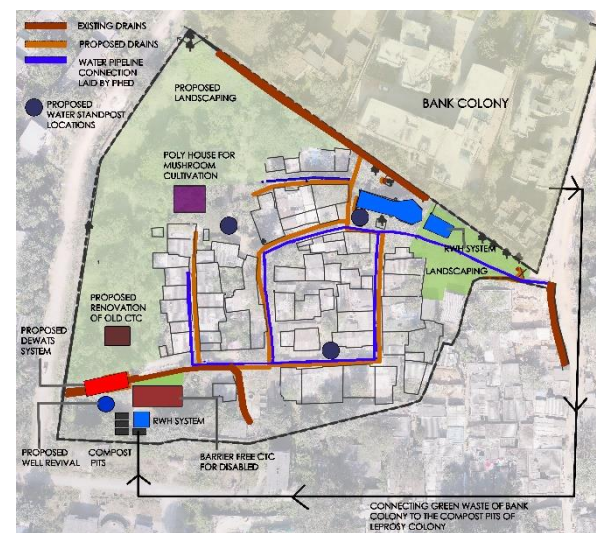 EXISTING DRAINS
PROPOSED DRAINS
WATER PIPELINE
CONNECTION
LAID BY PHED
PROPOSED
WATER STANDPOST
LOCATIONS
PROPOSED
LANDSCAPING
BANK COLONY
POLY HOUSE FOR
MUSHROOM
CULTIVATION
RWH SYSTEM
LANDSCAPING
PROPOSED
RENOVATION
OF OLD CTC
PROPOSED
DEWATS
SYSTEM
RWH SYSTEM
PROPOSED
WELL REVIVAL
COMPOST
PITS
BARRIER FREE CTC
FOR DISABLED
CONNECTING GREEN WASTE OF BANK
COLONY TO THE COMPOST PITS OF
LEPROSY COLONY